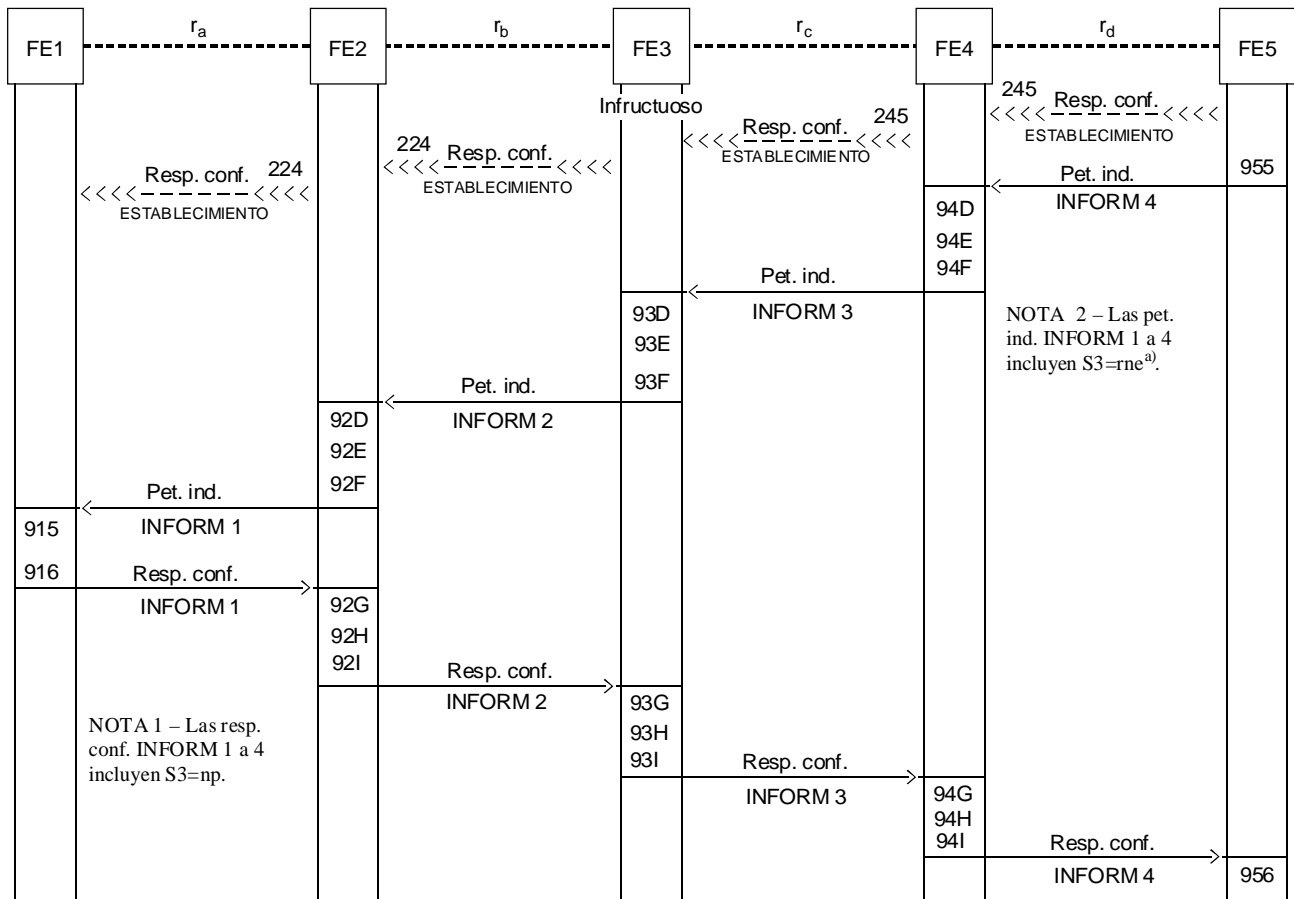 r_a r_b r_c r_d
FE1 FE2 FE3 FE4 FE5
Infructuoso
245 Resp. conf.
ESTABLECIMIENTO
Resp. conf. 245
ESTABLECIMIENTO
224 Resp. conf.
ESTABLECIMIENTO
Resp. conf. 224
ESTABLECIMIENTO
Pet. ind. 955
INFORM 4
94D
94E
94F
Pet. ind.
INFORM 3
93D
93E
93F
NOTA 2 – Las pet.
ind. INFORM 1 a 4
incluyen S3=rne a).
Pet. ind.
INFORM 2
92D
92E
92F
Pet. ind.
INFORM 1
915
916 Resp. conf.
INFORM 1
92G
92H
92I
Resp. conf.
INFORM 2
93G
93H
93I
NOTA 1 – Las resp.
conf. INFORM 1 a 4
incluyen S3=np.
Resp. conf.
INFORM 3
94G
94H
94I
Resp. conf.
INFORM 4
956